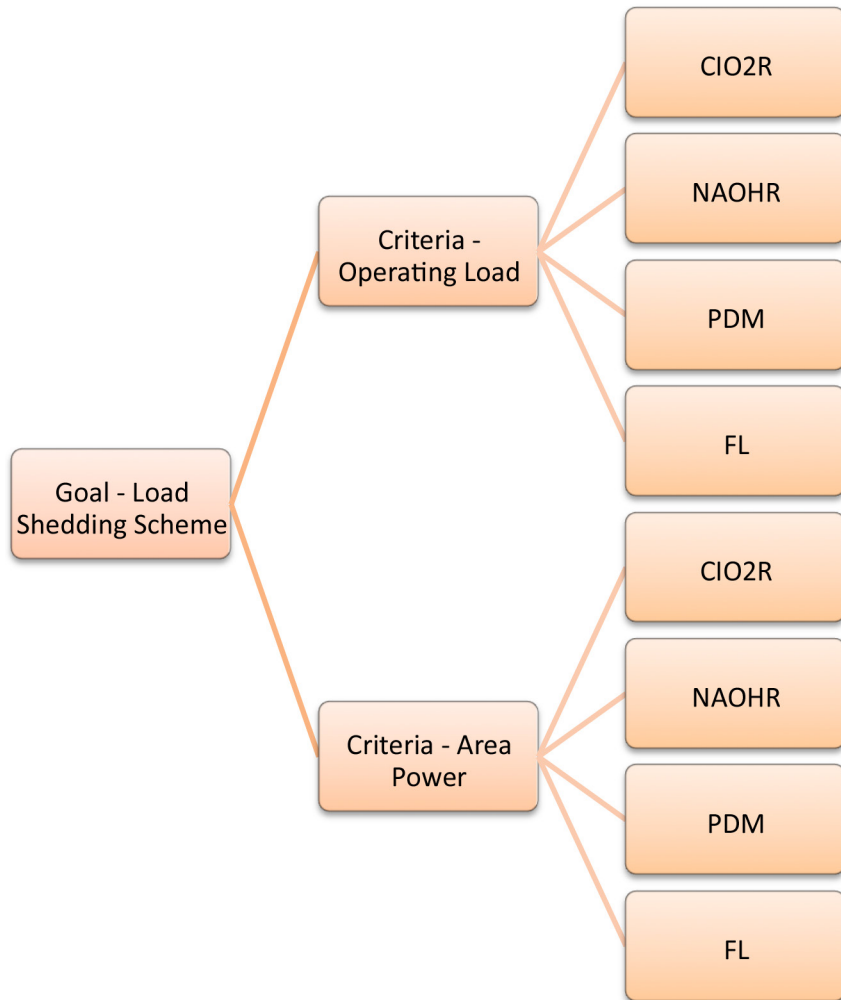 CIO2R
NAOHR
Criteria -
Operating Load
PDM
FL
Goal - Load
Shedding Scheme
CIO2R
NAOHR
Criteria - Area
Power
PDM
FL